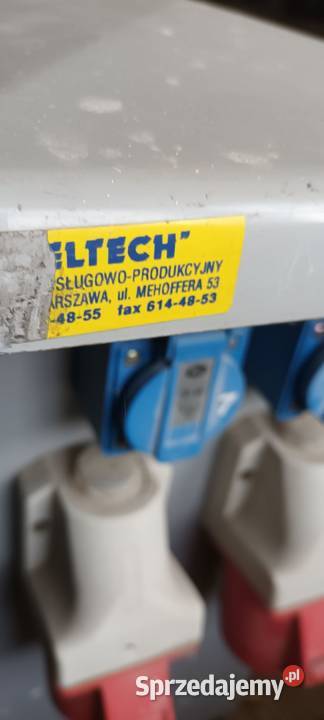 ELTECH"
SŁUGOWO-PRODUKCYJNY
ARSZAWA, ul. MEHOFFERA 53
-48-55 fax 614-48-53
Sprzedajemy.pl